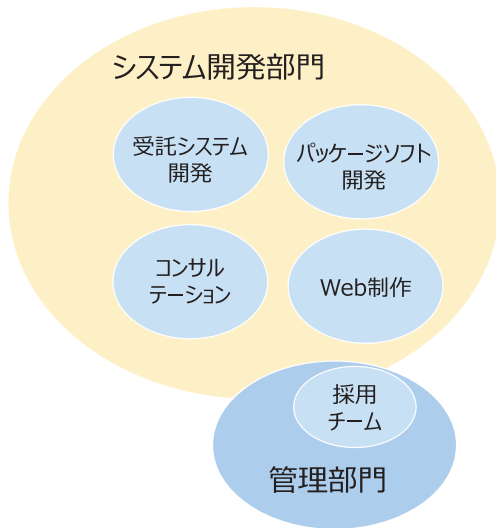 システム開発部門
受託システム
開発
パッケージソフト
開発
コンサル
テーション
Web制作
採用
チーム
管理部門